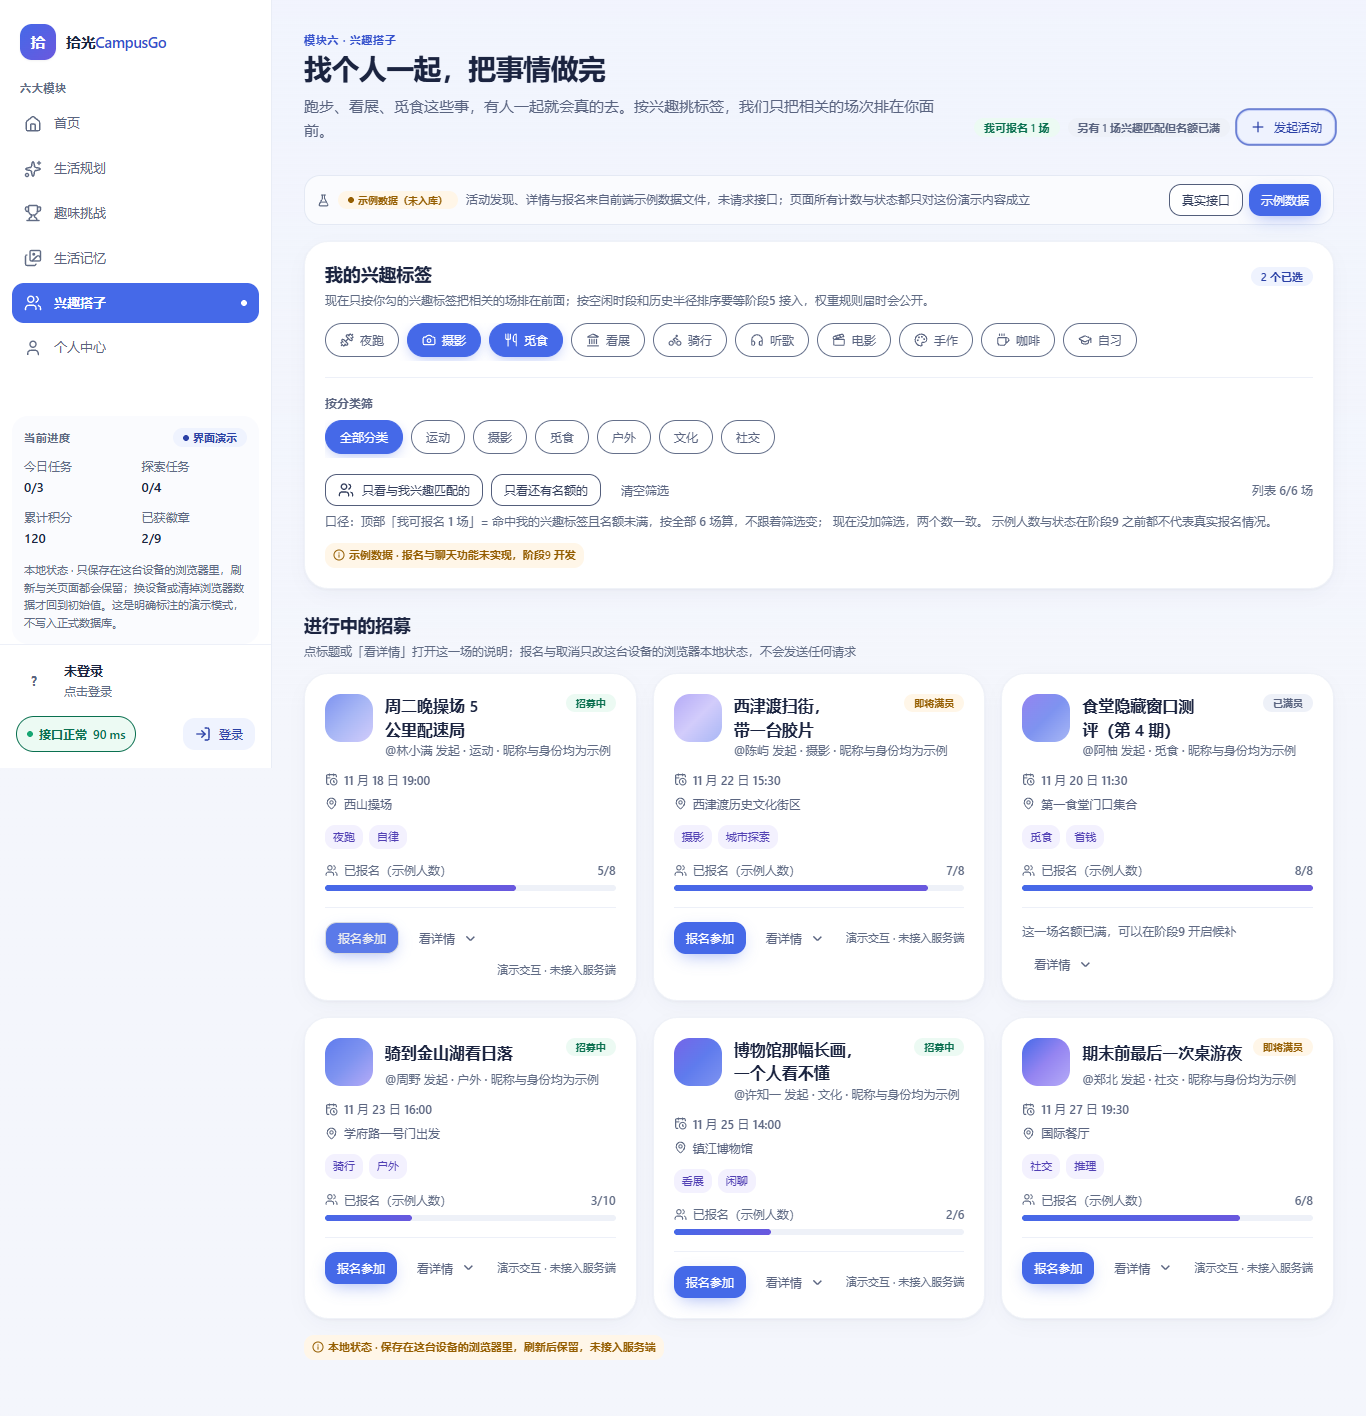 拾 拾光CampusGo
六大模块
首页
生活规划
趣味挑战
生活记忆
兴趣搭子
个人中心
当前进度 界面演示
今日任务 探索任务
0/3 0/4
累计积分 已获徽章
120 2/9
本地状态 · 只保存在这台设备的浏览器里，刷
新与关页面都会保留；换设备或清掉浏览器数
据才回到初始值。这是明确标注的演示模式，
不写入正式数据库。
? 未登录
点击登录
接口正常 90 ms 登录
模块六 · 兴趣搭子
找个人一起，把事情做完
跑步、看展、觅食这些事，有人一起就会真的去。按兴趣挑标签，我们只把相关的场次排在你面
前。
我可报名 1 场 另有 1 场兴趣匹配但名额已满 发起活动
示例数据（未入库） 活动发现、详情与报名来自前端示例数据文件，未请求接口；页面所有计数与状态都只对这份演示内容成立 真实接口 示例数据
我的兴趣标签 2 个已选
现在只按你勾的兴趣标签把相关的场排在前面；按空闲时段和历史半径排序要等阶段5 接入，权重规则届时会公开。
夜跑 摄影 觅食 看展 骑行 听歌 电影 手作 咖啡 自习
按分类筛
全部分类 运动 摄影 觅食 户外 文化 社交
只看与我兴趣匹配的 只看还有名额的 清空筛选 列表 6/6 场
口径：顶部「我可报名 1 场」= 命中我的兴趣标签且名额未满，按全部 6 场算，不跟着筛选变； 现在没加筛选，两个数一致。 示例人数与状态在阶段9 之前都不代表真实报名情况。
示例数据 · 报名与聊天功能未实现，阶段9 开发
进行中的招募
点标题或「看详情」打开这一场的说明；报名与取消只改这台设备的浏览器本地状态，不会发送任何请求
周二晚操场 5
公里配速局
招募中
@林小满 发起 · 运动 · 昵称与身份均为示例
11 月 18 日 19:00
西山操场
夜跑 自律
已报名（示例人数） 5/8
报名参加 看详情
演示交互 · 未接入服务端
西津渡扫街，
带一台胶片
即将满员
@陈屿 发起 · 摄影 · 昵称与身份均为示例
11 月 22 日 15:30
西津渡历史文化街区
摄影 城市探索
已报名（示例人数） 7/8
报名参加 看详情 演示交互 · 未接入服务端
食堂隐藏窗口测
评（第 4 期）
已满员
@阿柚 发起 · 觅食 · 昵称与身份均为示例
11 月 20 日 11:30
第一食堂门口集合
觅食 省钱
已报名（示例人数） 8/8
这一场名额已满，可以在阶段9 开启候补
看详情
骑到金山湖看日落 招募中
@周野 发起 · 户外 · 昵称与身份均为示例
11 月 23 日 16:00
学府路一号门出发
骑行 户外
已报名（示例人数） 3/10
报名参加 看详情 演示交互 · 未接入服务端
博物馆那幅长画，
一个人看不懂
招募中
@许知一 发起 · 文化 · 昵称与身份均为示例
11 月 25 日 14:00
镇江博物馆
看展 闲聊
已报名（示例人数） 2/6
报名参加 看详情 演示交互 · 未接入服务端
期末前最后一次桌游夜 即将满员
@郑北 发起 · 社交 · 昵称与身份均为示例
11 月 27 日 19:30
国际餐厅
社交 推理
已报名（示例人数） 6/8
报名参加 看详情 演示交互 · 未接入服务端
本地状态 · 保存在这台设备的浏览器里，刷新后保留，未接入服务端